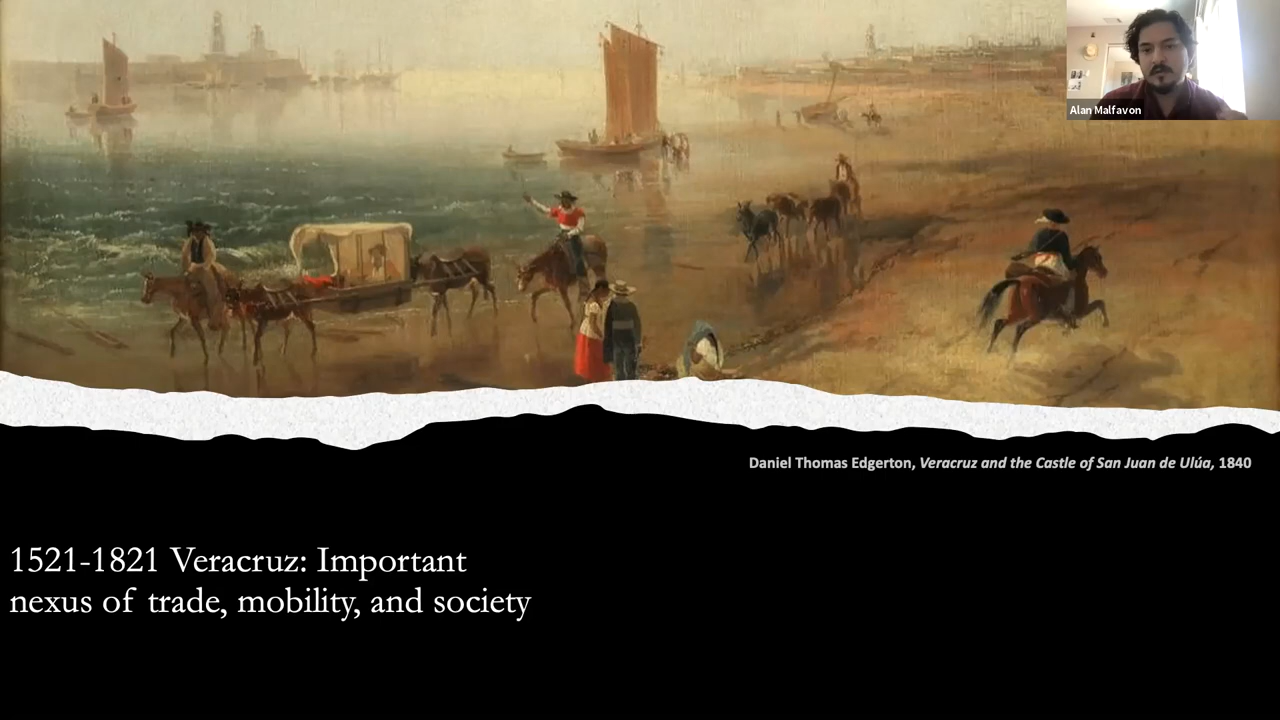 Alan Malfavon
Daniel Thomas Edgerton, Veracruz and the Castle of San Juan de Ulúa, 1840
1521-1821 Veracruz: Important
nexus of trade, mobility, and society